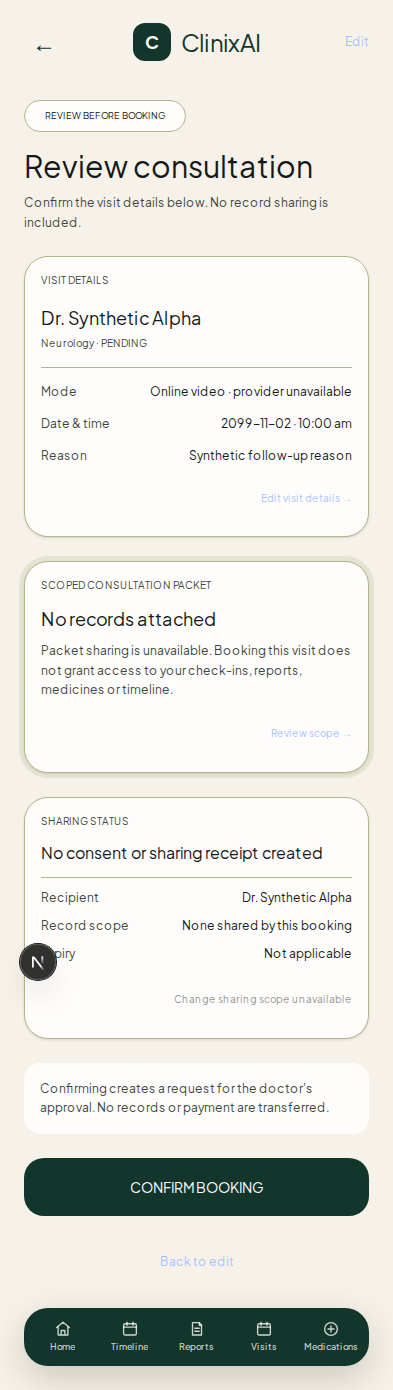 ←
C ClinixAI
Edit
REVIEW BEFORE BOOKING
Review consultation
Confirm the visit details below. No record sharing is
included.
VISIT DETAILS
Dr. Synthetic Alpha
Neurology · PENDING
Mode Online video · provider unavailable
Date & time 2099-11-02 · 10:00 am
Reason Synthetic follow-up reason
Edit visit details →
SCOPED CONSULTATION PACKET
No records attached
Packet sharing is unavailable. Booking this visit does
not grant access to your check-ins, reports,
medicines or timeline.
Review scope →
SHARING STATUS
No consent or sharing receipt created
Recipient Dr. Synthetic Alpha
Record scope None shared by this booking
N piry Not applicable
Change sharing scope unavailable
Confirming creates a request for the doctor's
approval. No records or payment are transferred.
CONFIRM BOOKING
Back to edit
Home Timeline Reports Visits Medications